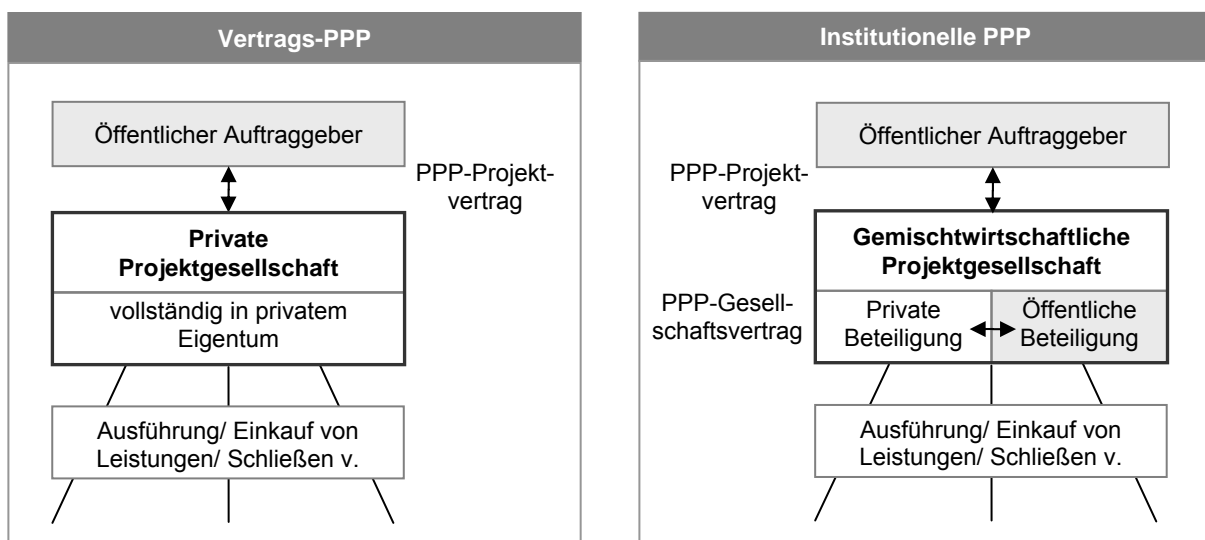 Vertrags-PPP
Öffentlicher Auftraggeber
PPP-Projekt-
vertrag
Private
Projektgesellschaft
vollständig in privatem
Eigentum
Ausführung/ Einkauf von
Leistungen/ Schließen v.
Institutionelle PPP
Öffentlicher Auftraggeber
PPP-Projekt-
vertrag
Gemischtwirtschaftliche
Projektgesellschaft
PPP-Gesell-
schaftsvertrag
Private
Beteiligung
Öffentliche
Beteiligung
Ausführung/ Einkauf von
Leistungen/ Schließen v.